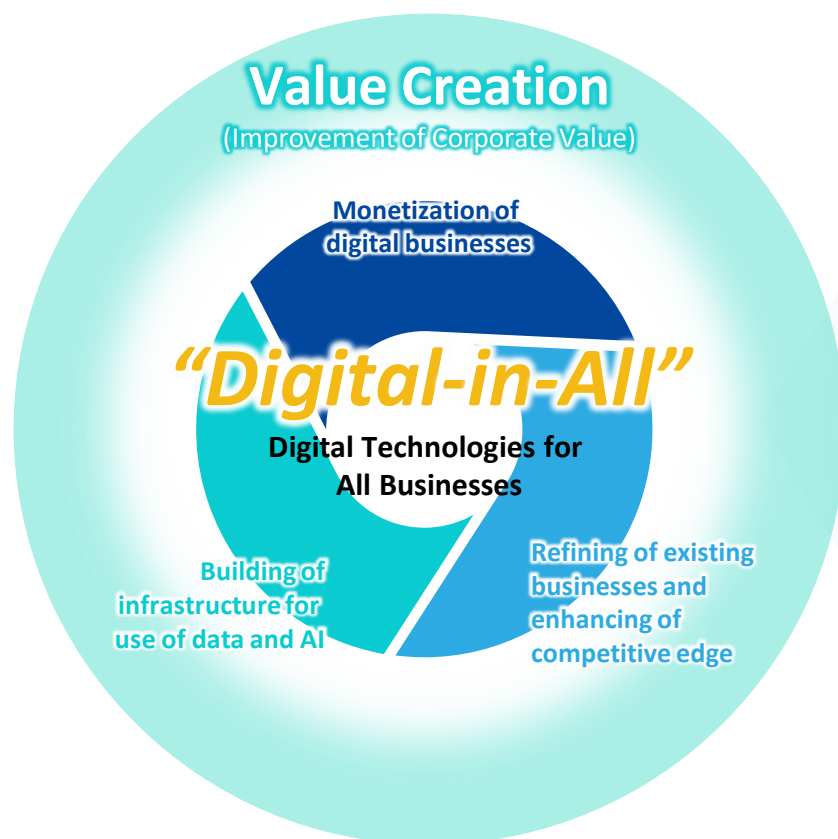 Value Creation
(Improvement of Corporate Value)
Monetization of
digital businesses
“Digital-in-All”
Digital Technologies for
All Businesses
Building of
infrastructure for
use of data and AI
Refining of existing
businesses and
enhancing of
competitive edge